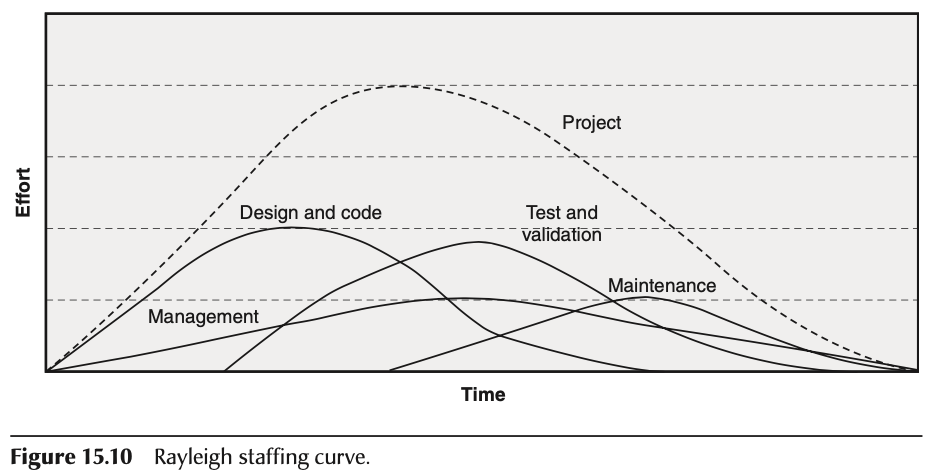 Project
Design and code
Test and
validation
Maintenance
Management
Effort
Time
Figure 15.10 Rayleigh staffing curve.